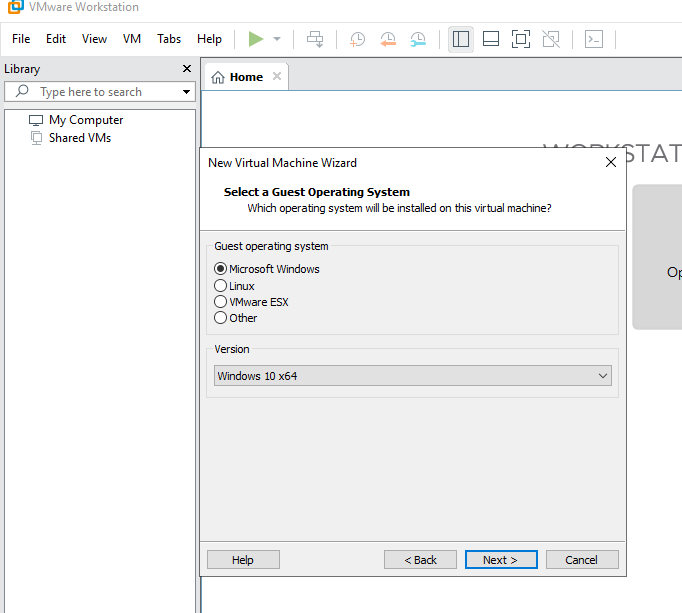 VMware Workstation
File Edit View VM Tabs Help
Library
Type here to search
My Computer
Shared VMs
Home
New Virtual Machine Wizard
Select a Guest Operating System
Which operating system will be installed on this virtual machine?
Guest operating system
Microsoft Windows
Linux
VMware ESX
Other
Version
Windows 10 x64
Help < Back Next > Cancel